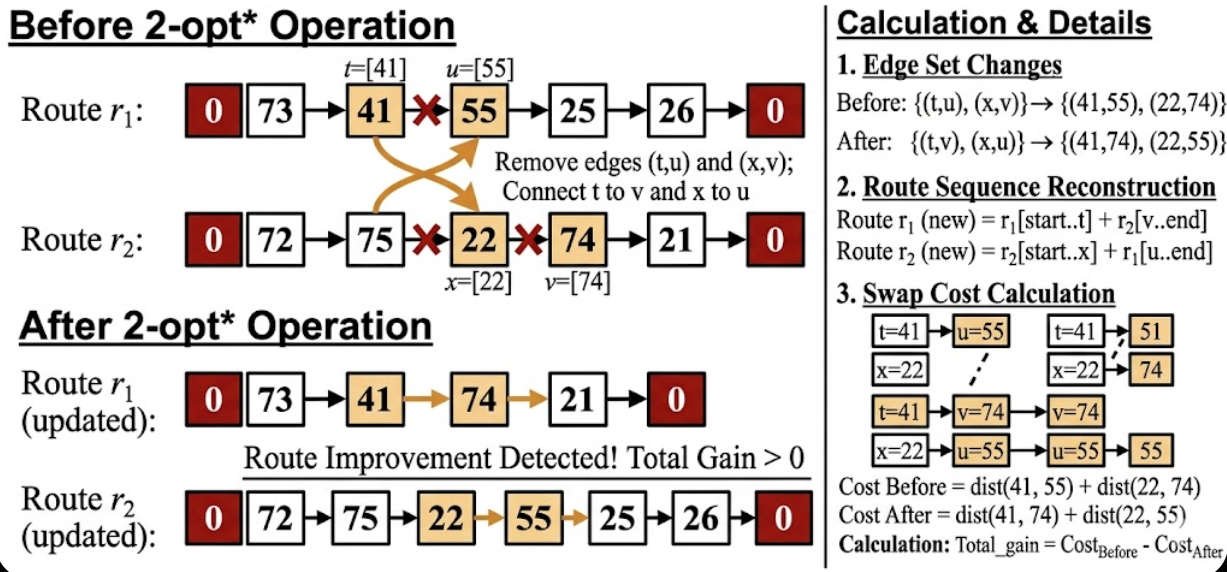 Before 2-opt* Operation
t=[41] u=[55]
Route r₁: 0 73 41 55 25 26 0
Remove edges (t,u) and (x,v);
Connect t to v and x to u
Route r₂: 0 72 75 22 74 21 0
x=[22] v=[74]
After 2-opt* Operation
Route r₁
(updated): 0 73 41 74 21 0
Route Improvement Detected! Total Gain > 0
Route r₂
(updated): 0 72 75 22 55 25 26 0
Calculation & Details
1. Edge Set Changes
Before: {(t,u), (x,v)}→ {(41,55), (22,74)}
After: {(t,v), (x,u)} → {(41,74), (22,55)}
2. Route Sequence Reconstruction
Route r₁ (new) = r₁[start..t] + r₂[v..end]
Route r₂ (new) = r₂[start..x] + r₁[u..end]
3. Swap Cost Calculation
t=41 u=55 t=41 51
x=22 x=22 74
t=41 v=74 v=74
x=22 u=55 u=55 55
Cost Before = dist(41, 55) + dist(22, 74)
Cost After = dist(41, 74) + dist(22, 55)
Calculation: Total_gain = Cost_Before - Cost_After